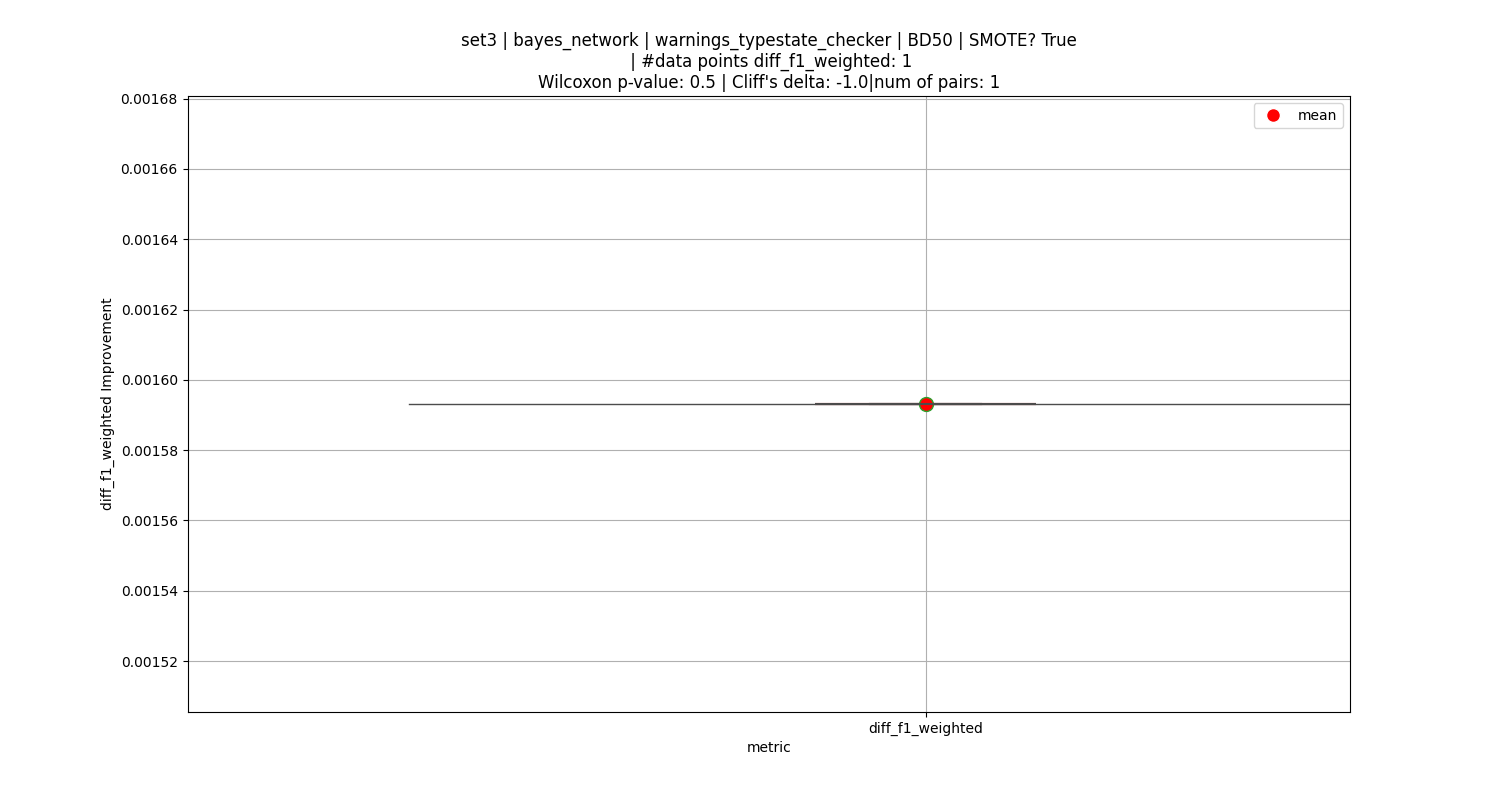 set3 | bayes_network | warnings_typestate_checker | BD50 | SMOTE? True
| #data points diff_f1_weighted: 1
Wilcoxon p-value: 0.5 | Cliff's delta: -1.0|num of pairs: 1
mean
0.00168
0.00166
0.00164
0.00162
0.00160
0.00158
0.00156
0.00154
0.00152
diff_f1_weighted Improvement
diff_f1_weighted
metric